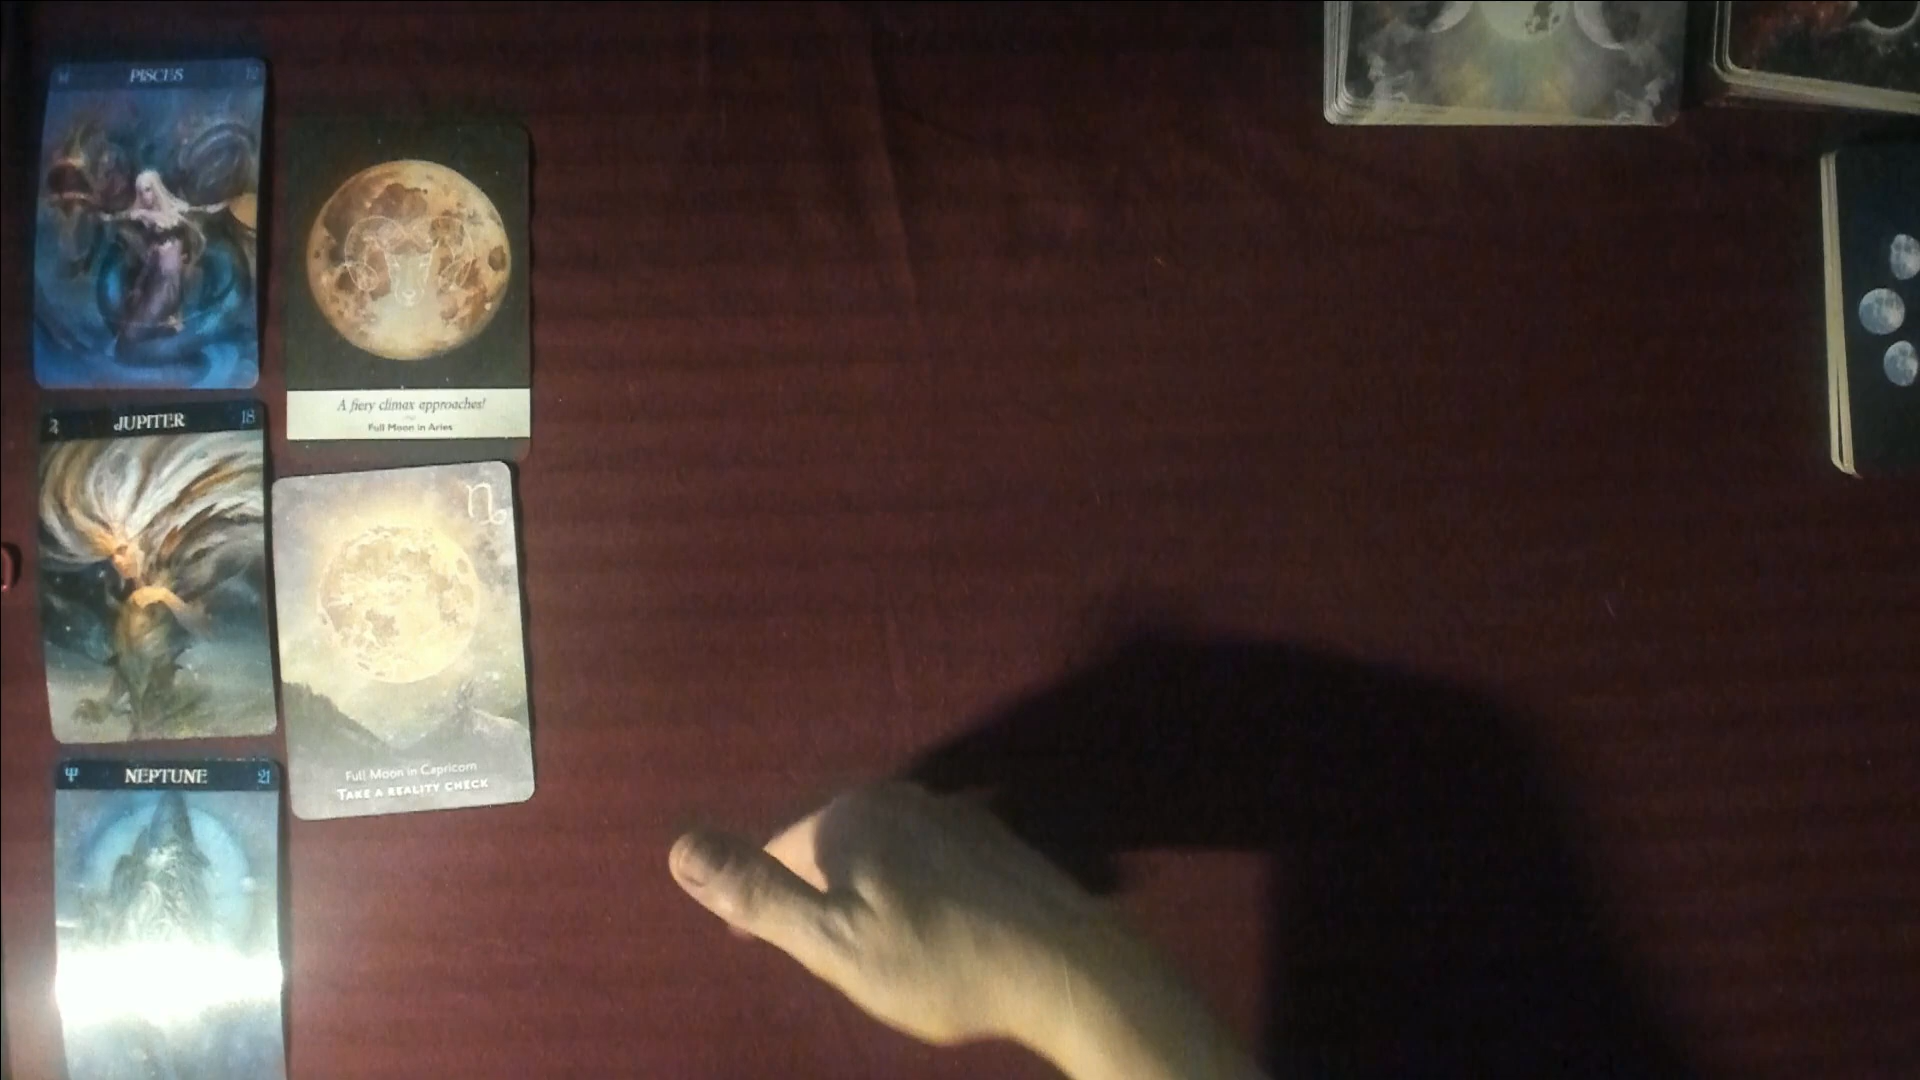 PISCES 12
A fiery climax approaches!
Full Moon in Aries
JUPITER 18
Full Moon in Capricorn
TAKE A REALITY CHECK
NEPTUNE 21